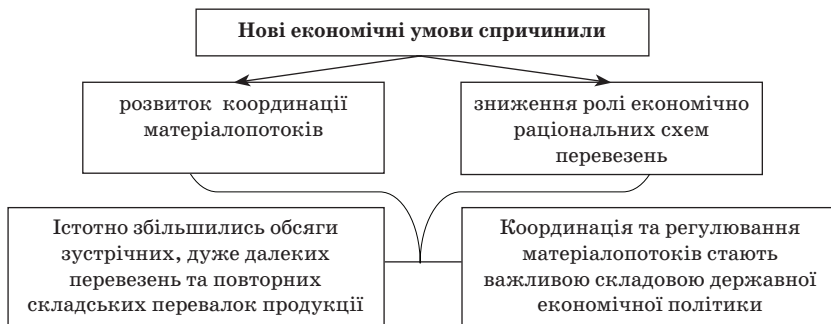 Нові економічні умови спричинили
розвиток координації
матеріалопотоків
зниження ролі економічно
раціональних схем
перевезень
Істотно збільшились обсяги
зустрічних, дуже далеких
перевезень та повторних
складських перевалок продукції
Координація та регулювання
матеріалопотоків стають
важливою складовою державної
економічної політики